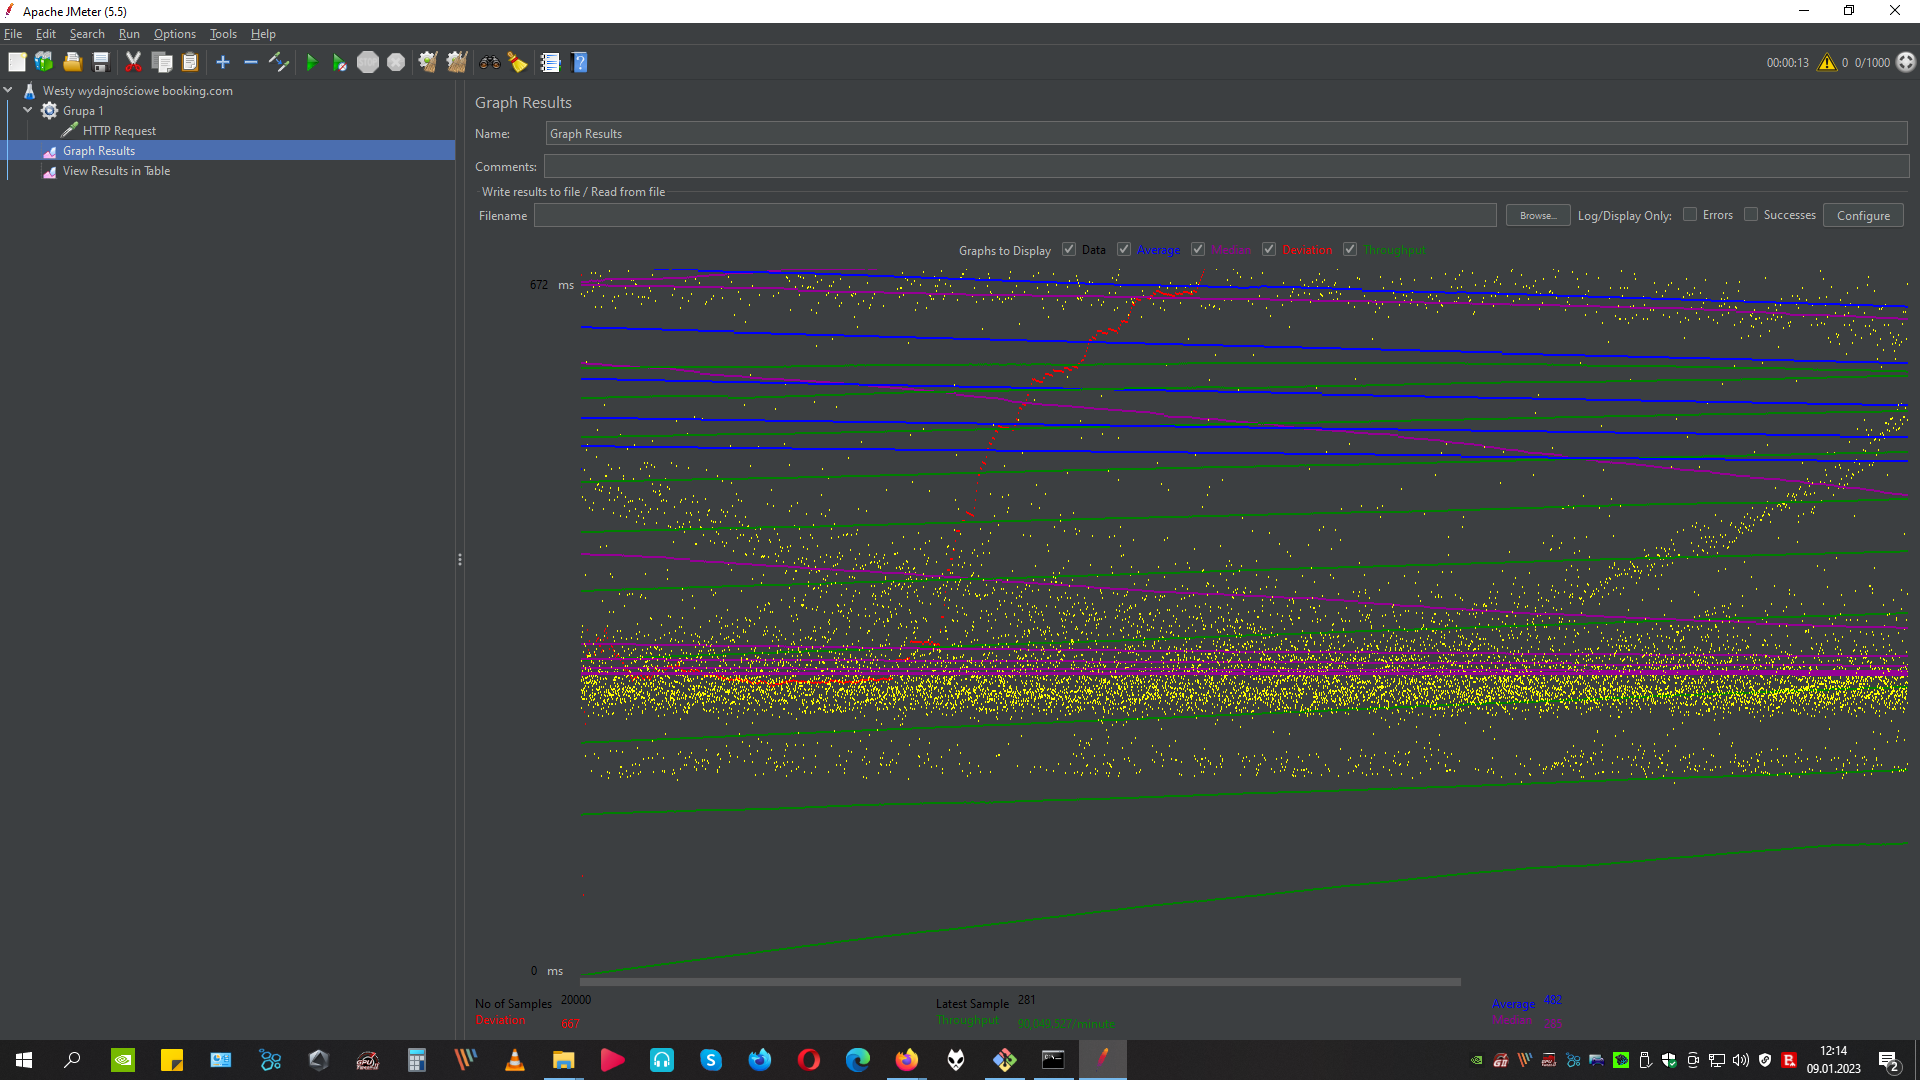 Apache JMeter (5.5)
File Edit Search Run Options Tools Help
00:00:13 0 0/1000
Westy wydajnościowe booking.com
Grupa 1
HTTP Request
Graph Results
View Results in Table
Graph Results
Name: Graph Results
Comments:
Write results to file / Read from file
Filename Browse... Log/Display Only: Errors Successes Configure
Graphs to Display Data Average Median Deviation Throughput
672 ms
0 ms
No of Samples 20000 Latest Sample 281 Average 482
Deviation 667 Throughput 90,049.527/minute Median
12:14
09.01.2023
2